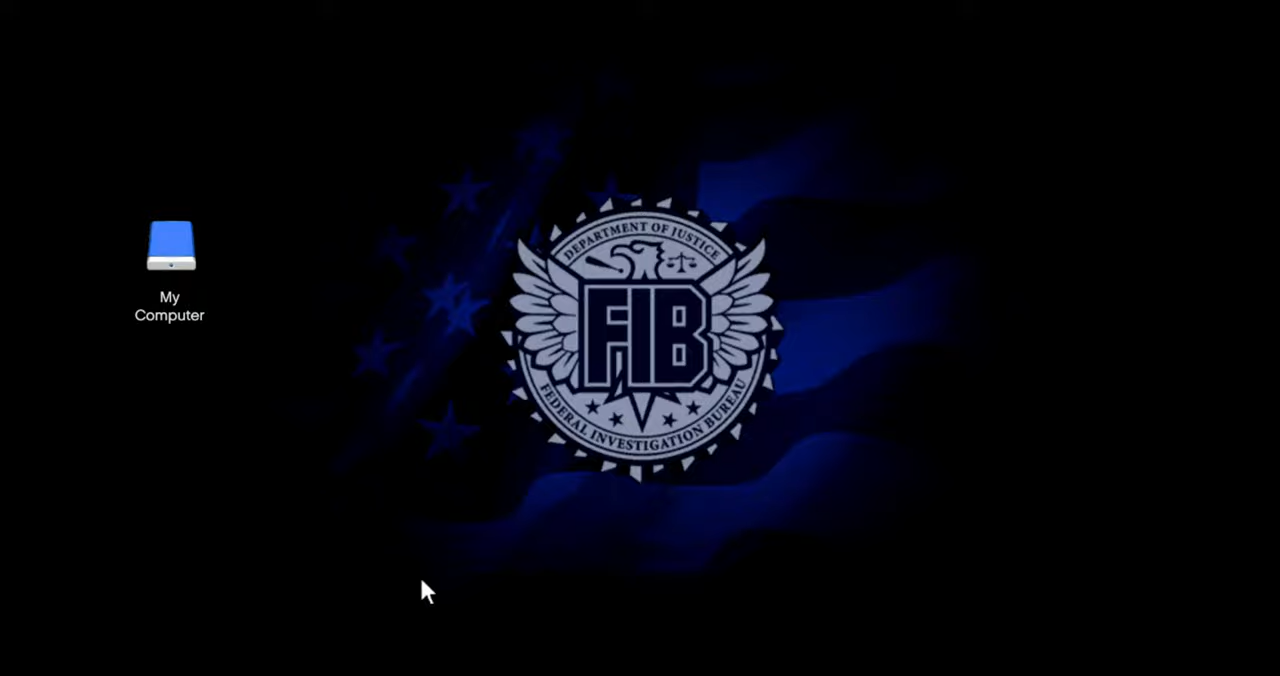 DEPARTMENT OF JUSTICE
FIB
FEDERAL INVESTIGATION BUREAU
My
Computer